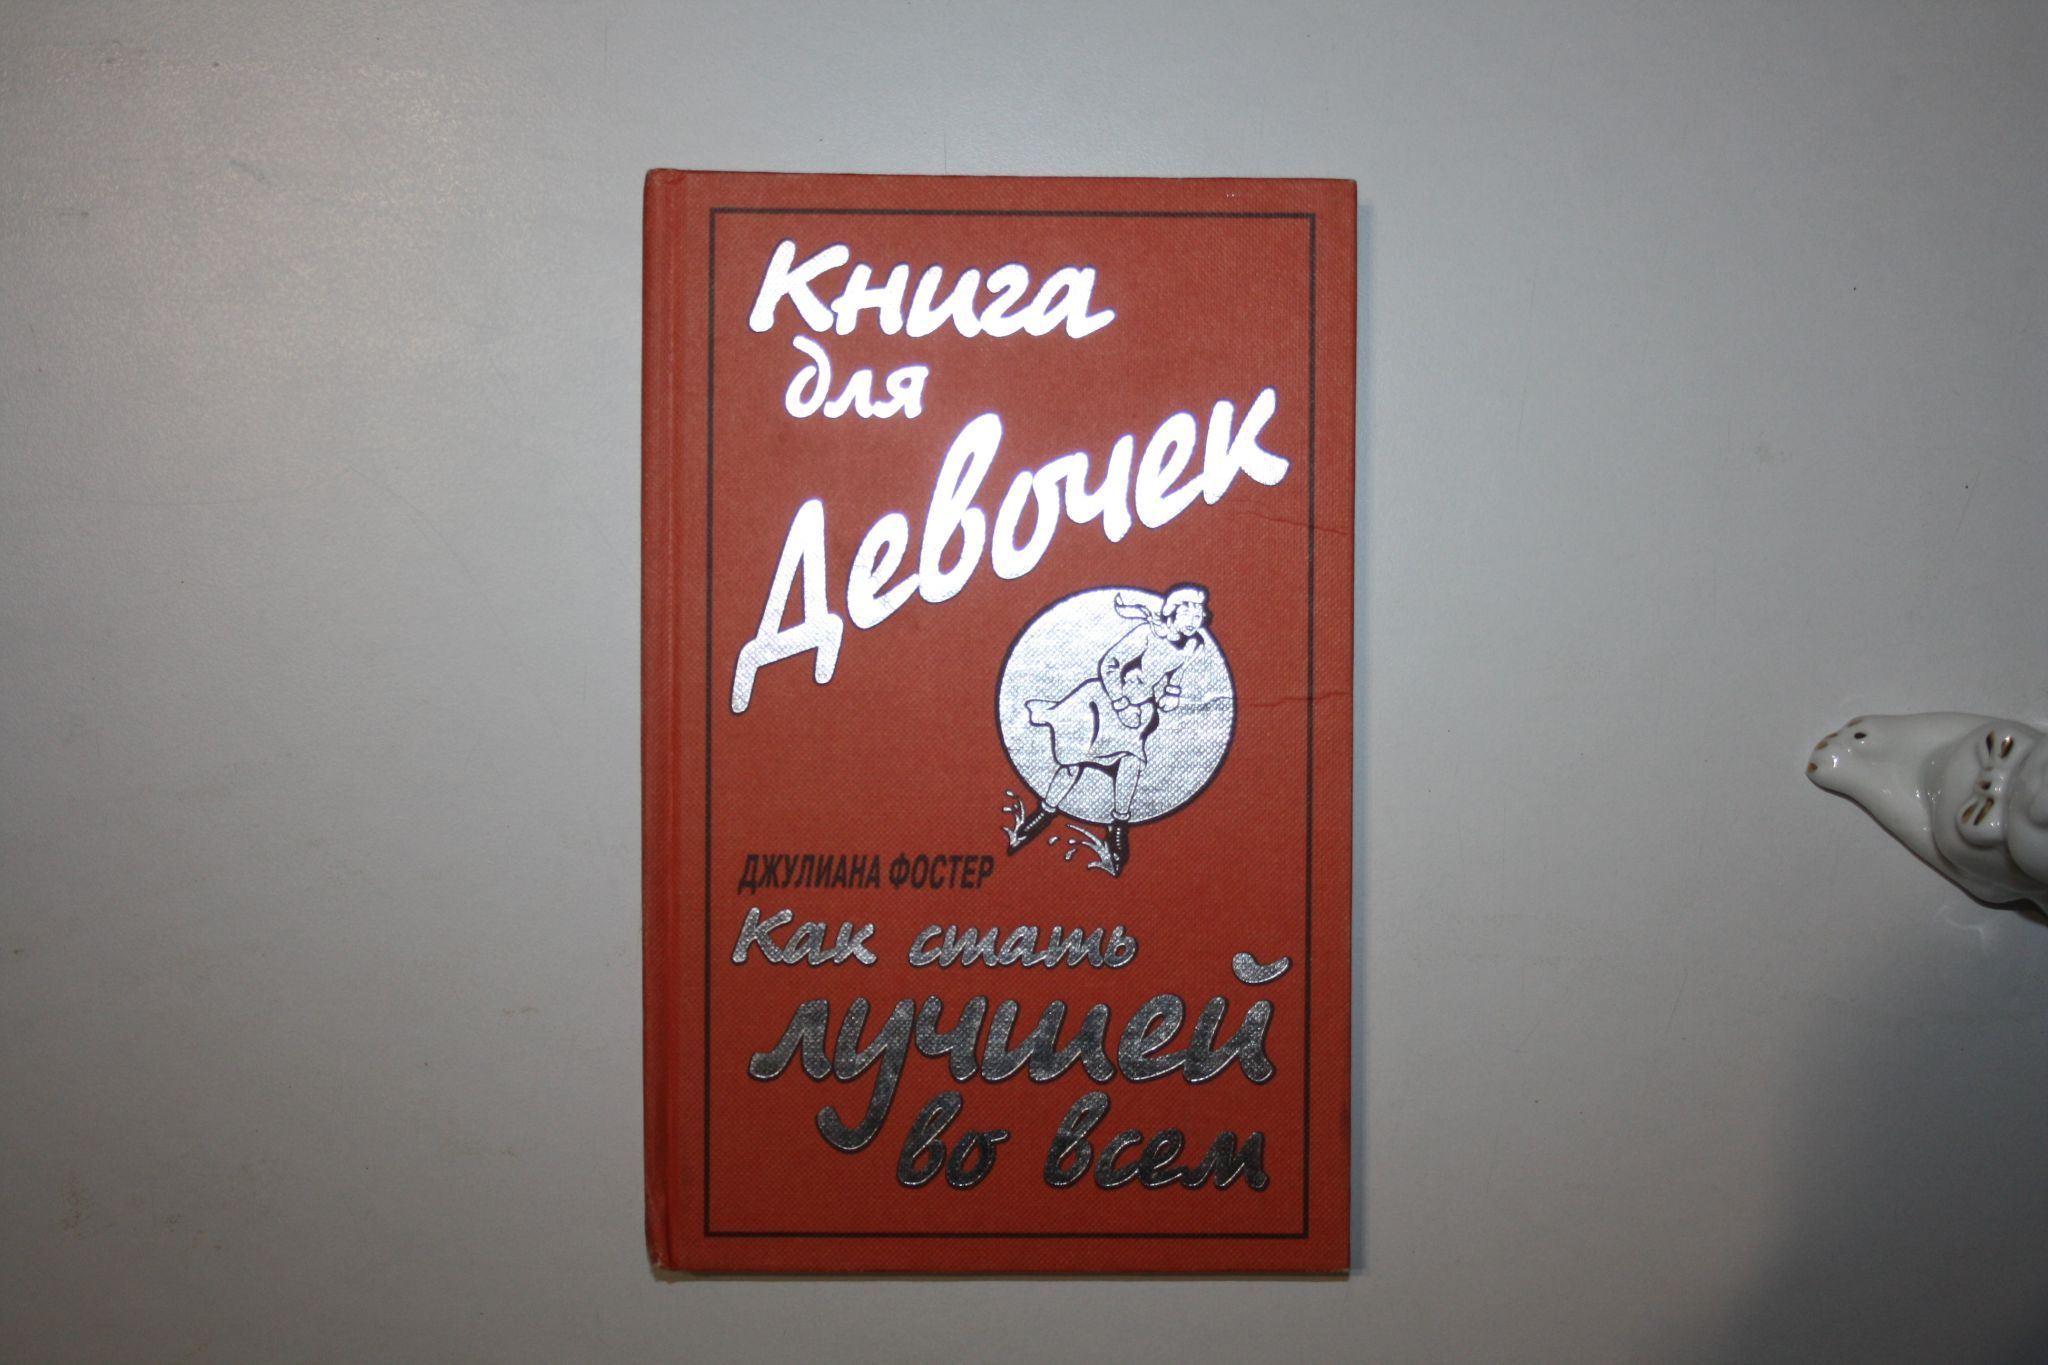 Книга
для
Девочек
ДЖУЛИАНА ФОСТЕР
Как стать
лучшей
во всем